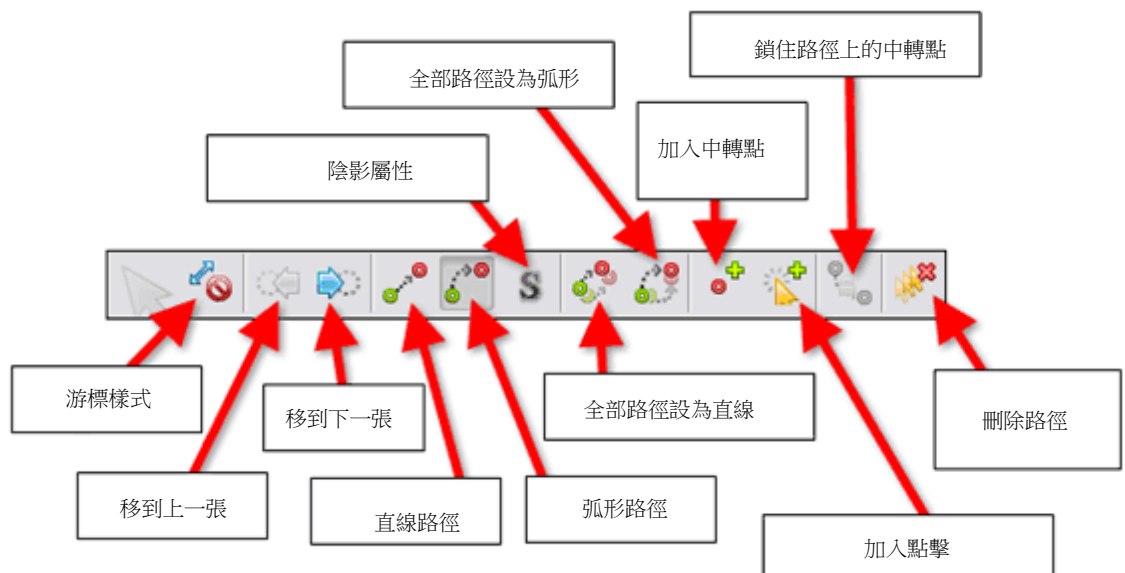 鎖住路徑上的中轉點
全部路徑設為弧形
加入中轉點
陰影屬性
S
游標樣式
移到下一張
全部路徑設為直線
刪除路徑
移到上一張
直線路徑
弧形路徑
加入點擊